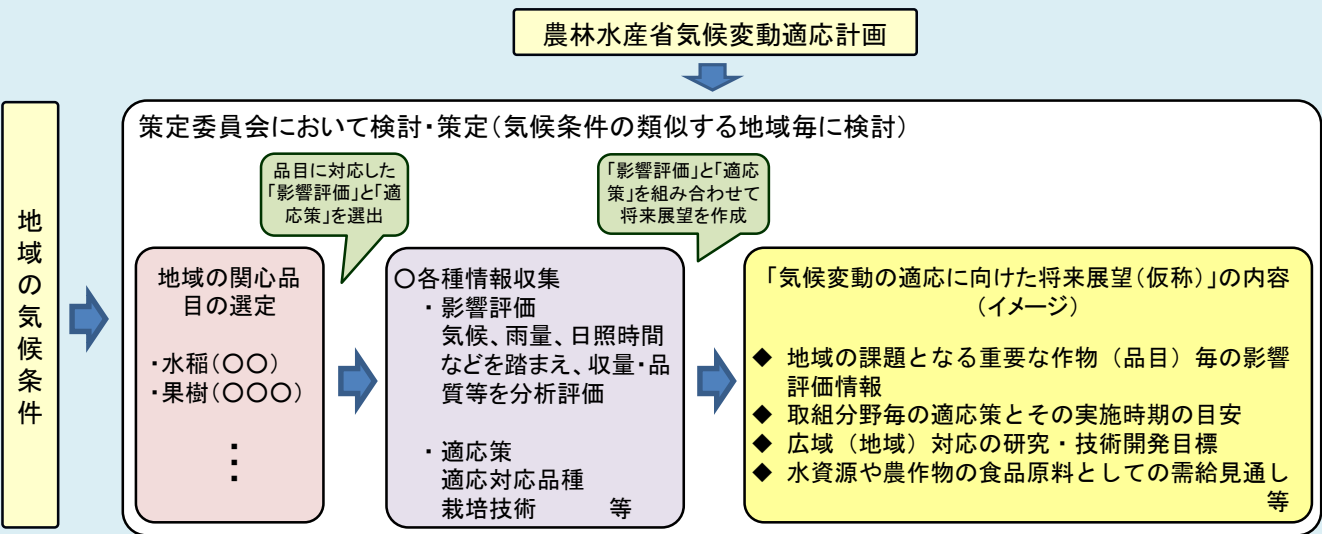 農林水産省気候変動適応計画
地域の気候条件
策定委員会において検討・策定（気候条件の類似する地域毎に検討）
品目に対応した
「影響評価」と「適
応策」を選出
「影響評価」と「適応
策」を組み合わせて
将来展望を作成
地域の関心品
目の選定
・水稲（〇〇）
・果樹（〇〇〇）
・
・
・
〇各種情報収集
・影響評価
気候、雨量、日照時間
などを踏まえ、収量・品
質等を分析評価
・適応策
適応対応品種
栽培技術　　等
「気候変動の適応に向けた将来展望（仮称）」の内容
（イメージ）
◆ 地域の課題となる重要な作物（品目）毎の影響
評価情報
◆ 取組分野毎の適応策とその実施時期の目安
◆ 広域（地域）対応の研究・技術開発目標
◆ 水資源や農作物の食品原料としての需給見通し
等